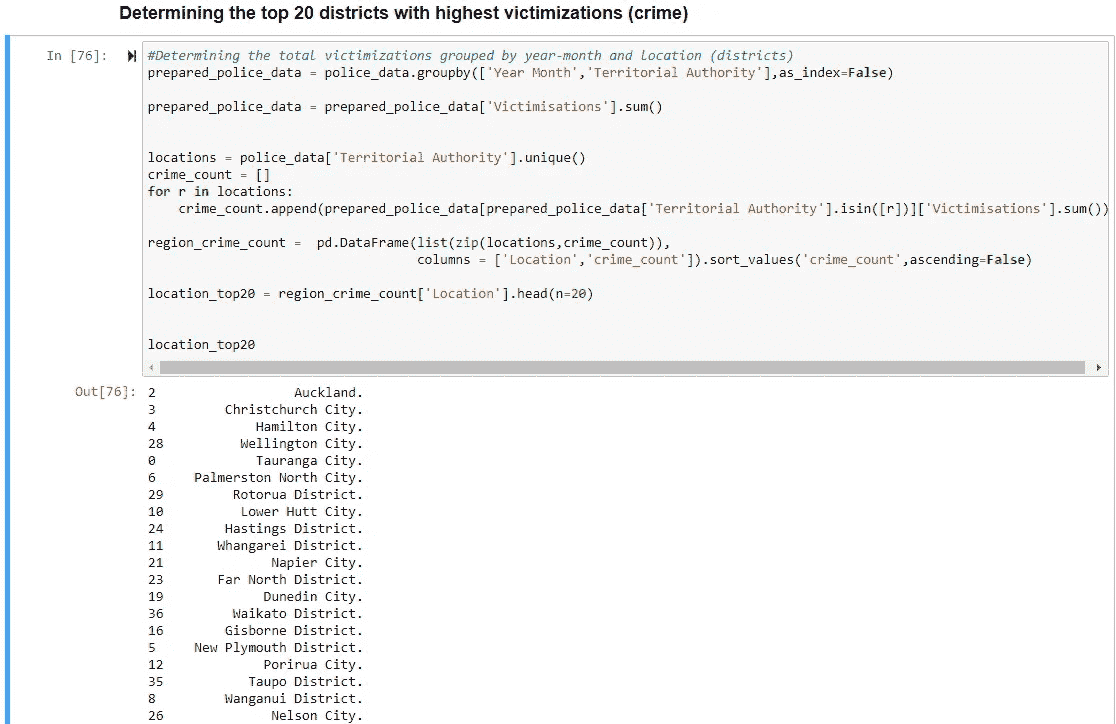 Determining the top 20 districts with highest victimizations (crime)
In [76]:
#Determining the total victimizations grouped by year-month and Location (districts)
prepared_police_data = police_data.groupby(['Year Month','Territorial Authority'],as_index=False)
prepared_police_data = prepared_police_data['Victimisations'].sum()
locations = police_data['Territorial Authority'].unique()
crime_count = []
for r in locations:
    crime_count.append(prepared_police_data[prepared_police_data['Territorial Authority'].isin([r])]['Victimisations'].sum())
region_crime_count =  pd.DataFrame(list(zip(locations,crime_count)),
                                   columns = ['Location','crime_count']).sort_values('crime_count',ascending=False)
location_top20 = region_crime_count['Location'].head(n=20)
location_top20
Out[76]:
2 Auckland.
3 Christchurch City.
4 Hamilton City.
28 Wellington City.
0 Tauranga City.
6 Palmerston North City.
29 Rotorua District.
10 Lower Hutt City.
24 Hastings District.
11 Whangarei District.
21 Napier City.
23 Far North District.
19 Dunedin City.
36 Waikato District.
16 Gisborne District.
5 New Plymouth District.
12 Porirua City.
35 Taupo District.
8 Wanganui District.
26 Nelson City.